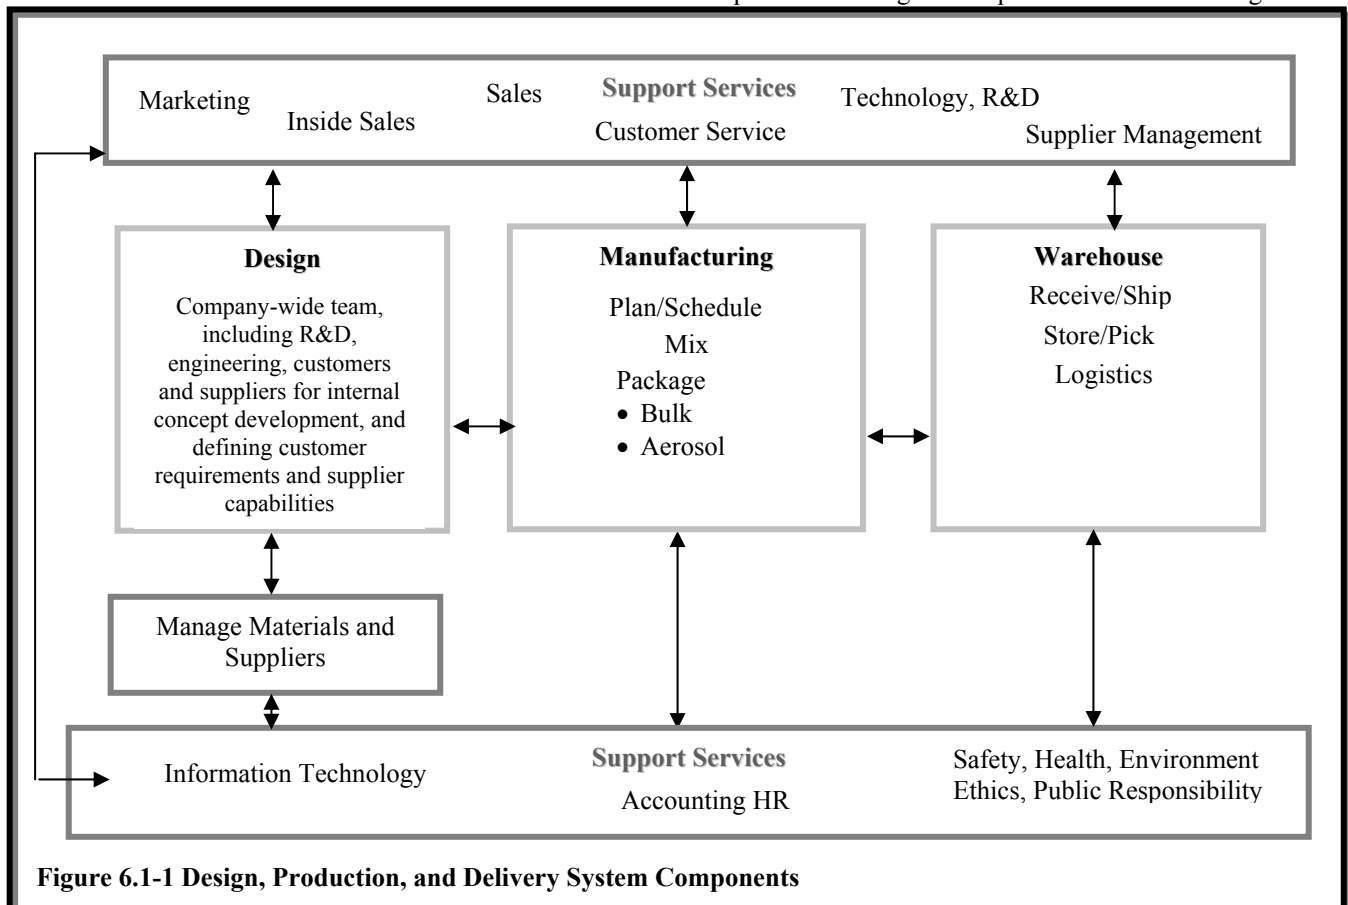 Marketing
Inside Sales
Sales
Support Services
Customer Service
Technology, R&D
Supplier Management
Design
Company-wide team,
including R&D,
engineering, customers
and suppliers for internal
concept development, and
defining customer
requirements and supplier
capabilities
Manufacturing
Plan/Schedule
Mix
Package
• Bulk
• Aerosol
Warehouse
Receive/Ship
Store/Pick
Logistics
Manage Materials and
Suppliers
Information Technology
Support Services
Accounting HR
Safety, Health, Environment
Ethics, Public Responsibility
Figure 6.1-1 Design, Production, and Delivery System Components